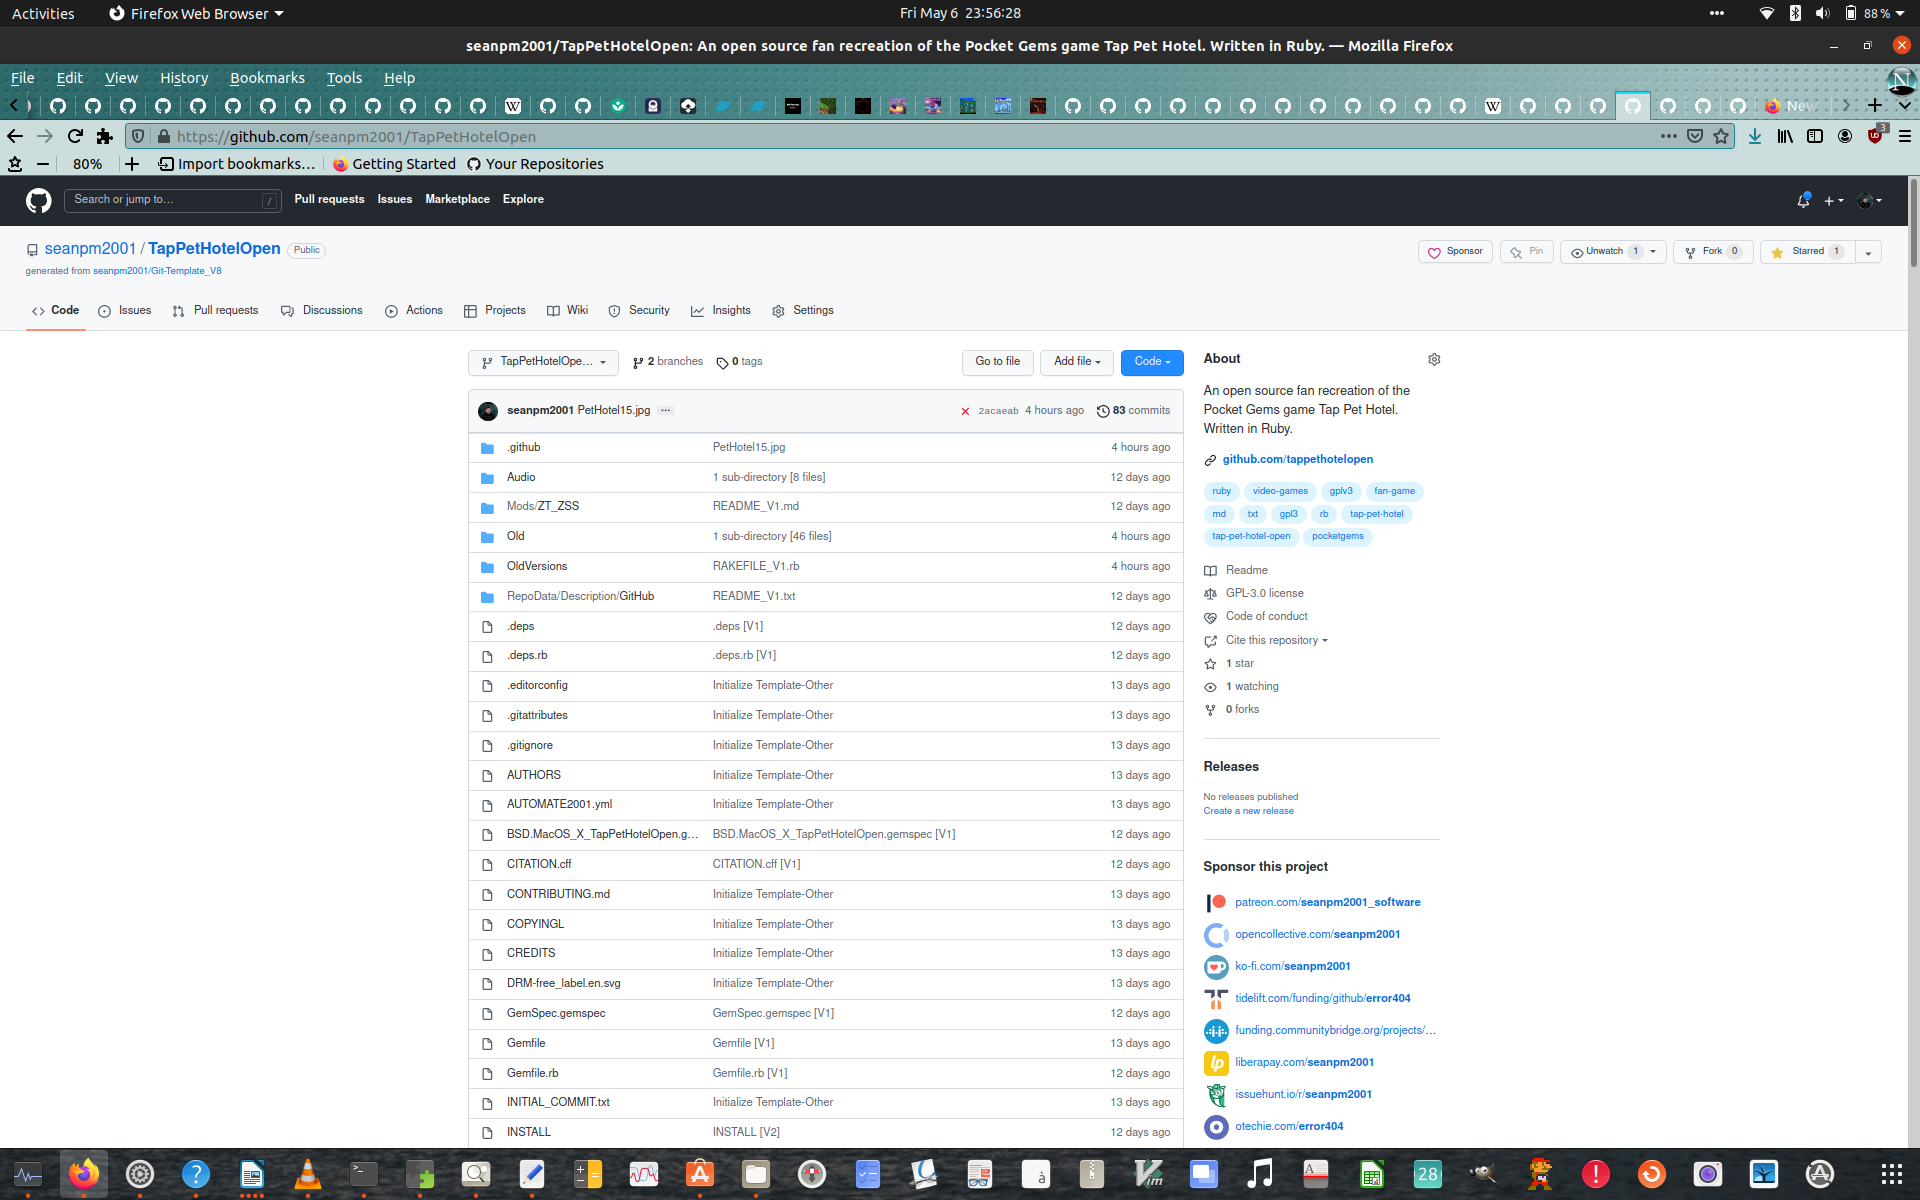 Activities
Firefox Web Browser
Fri May 6 23:56:28
88 %
seanpm2001/TapPetHotelOpen: An open source fan recreation of the Pocket Gems game Tap Pet Hotel. Written in Ruby. — Mozilla Firefox
File Edit View History Bookmarks Tools Help
New
https://github.com/seanpm2001/TapPetHotelOpen
3
80%
Import bookmarks…
Getting Started
Your Repositories
Search or jump to…
/
Pull requests
Issues
Marketplace
Explore
seanpm2001 / TapPetHotelOpen
Public
Sponsor
Pin
Unwatch 1
Fork 0
Starred 1
generated from seanpm2001/Git-Template_V8
Code
Issues
Pull requests
Discussions
Actions
Projects
Wiki
Security
Insights
Settings
TapPetHotelOpe…
2 branches
0 tags
Go to file
Add file
Code
seanpm2001 PetHotel15.jpg
2acaeab 4 hours ago
83 commits
.github PetHotel15.jpg 4 hours ago
Audio 1 sub-directory [8 files] 12 days ago
Mods/ZT_ZSS README_V1.md 12 days ago
Old 1 sub-directory [46 files] 4 hours ago
OldVersions RAKEFILE_V1.rb 4 hours ago
RepoData/Description/GitHub README_V1.txt 12 days ago
.deps .deps [V1] 12 days ago
.deps.rb .deps.rb [V1] 12 days ago
.editorconfig Initialize Template-Other 13 days ago
.gitattributes Initialize Template-Other 13 days ago
.gitignore Initialize Template-Other 13 days ago
AUTHORS Initialize Template-Other 13 days ago
AUTOMATE2001.yml Initialize Template-Other 13 days ago
BSD.MacOS_X_TapPetHotelOpen.g… BSD.MacOS_X_TapPetHotelOpen.gemspec [V1] 12 days ago
CITATION.cff CITATION.cff [V1] 12 days ago
CONTRIBUTING.md Initialize Template-Other 13 days ago
COPYINGL Initialize Template-Other 13 days ago
CREDITS Initialize Template-Other 13 days ago
DRM-free_label.en.svg Initialize Template-Other 13 days ago
GemSpec.gemspec GemSpec.gemspec [V1] 12 days ago
Gemfile Gemfile [V1] 13 days ago
Gemfile.rb Gemfile.rb [V1] 12 days ago
INITIAL_COMMIT.txt Initialize Template-Other 13 days ago
INSTALL INSTALL [V2] 12 days ago
About
An open source fan recreation of the
Pocket Gems game Tap Pet Hotel.
Written in Ruby.
github.com/tappethotelopen
ruby video-games gplv3 fan-game
md txt gpl3 rb tap-pet-hotel
tap-pet-hotel-open pocketgems
Readme
GPL-3.0 license
Code of conduct
Cite this repository
1 star
1 watching
0 forks
Releases
No releases published
Create a new release
Sponsor this project
patreon.com/seanpm2001_software
opencollective.com/seanpm2001
ko-fi.com/seanpm2001
tidelift.com/funding/github/error404
funding.communitybridge.org/projects/…
liberapay.com/seanpm2001
issuehunt.io/r/seanpm2001
otechie.com/error404
28